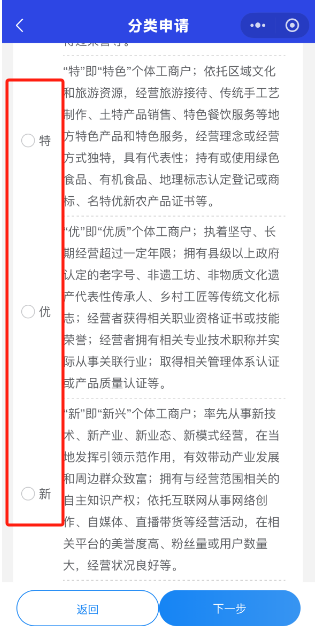 分类申请
“特”即“特色”个体工商户；依托区域文化
和旅游资源，经营旅游接待、传统手工艺
制作、土特产品销售、特色餐饮服务等地
方特色产品和特色服务，经营理念或经营
方式独特，具有代表性；持有或使用绿色
食品、有机食品、地理标志认定登记或商
标、名特优新农产品证书等。
特
“优”即“优质”个体工商户；执着坚守、长
期经营超过一定年限；拥有县级以上政府
认定的老字号、非遗工坊、非物质文化遗
产代表性传承人、乡村工匠等传统文化标
志；经营者获得相关职业资格证书或技能
荣誉；经营者拥有相关专业技术职称并实
际从事关联行业；取得相关管理体系认证
或产品质量认证等。
优
“新”即“新兴”个体工商户；率先从事新技
术、新产业、新业态、新模式经营，在当
地发挥引领示范作用，有效带动产业发展
和周边群众致富；拥有与经营范围相关的
自主知识产权；依托互联网从事网络创
作、自媒体、直播带货等经营活动，在相
关平台的美誉度高、粉丝量或用户数量
大，经营状况良好等。
新
返回
下一步